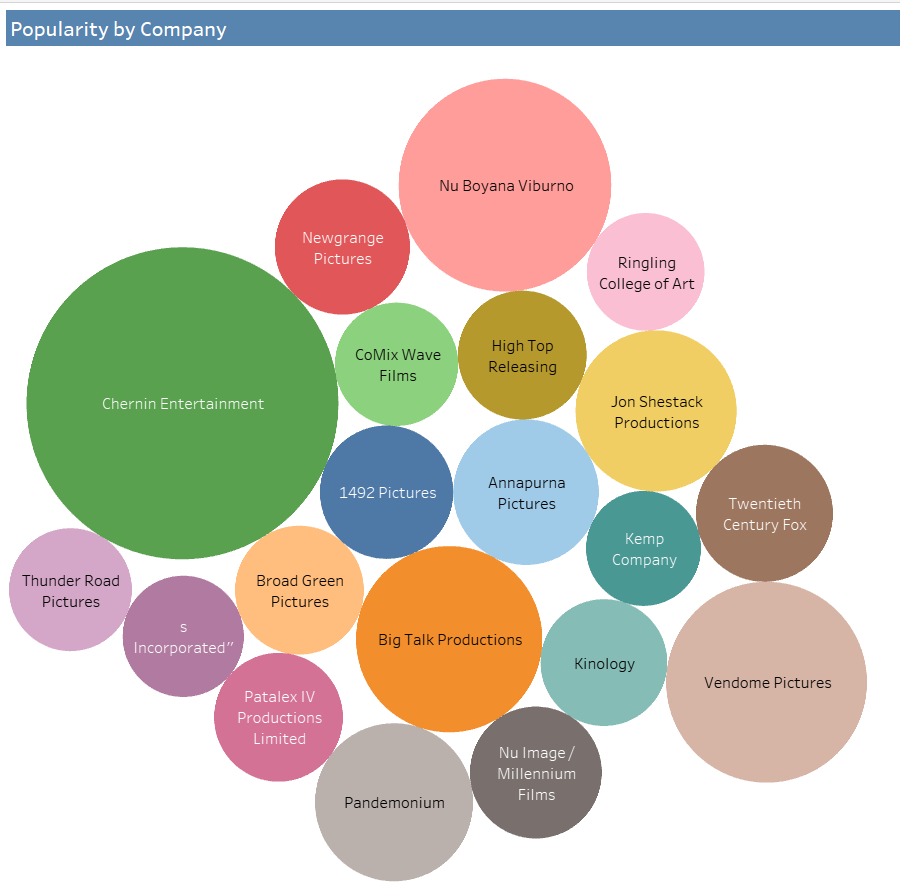 Popularity by Company
Nu Boyana Viburno
Newgrange
Pictures
Ringling
College of Art
CoMix Wave
Films
High Top
Releasing
Chernin Entertainment
Jon Shestack
Productions
1492 Pictures
Annapurna
Pictures
Twentieth
Century Fox
Kemp
Company
Thunder Road
Pictures
Broad Green
Pictures
s
Incorporated”
Big Talk Productions
Kinology
Vendome Pictures
Patalex IV
Productions
Limited
Nu Image /
Millennium
Films
Pandemonium